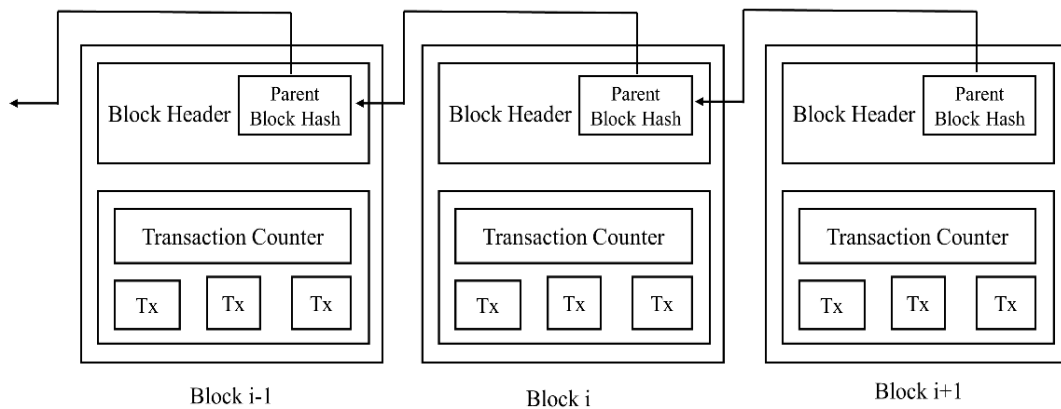 Block Header
Parent
Block Hash
Transaction Counter
Tx Tx Tx
Block i-1
Block Header
Parent
Block Hash
Transaction Counter
Tx Tx Tx
Block i
Block Header
Parent
Block Hash
Transaction Counter
Tx Tx Tx
Block i+1